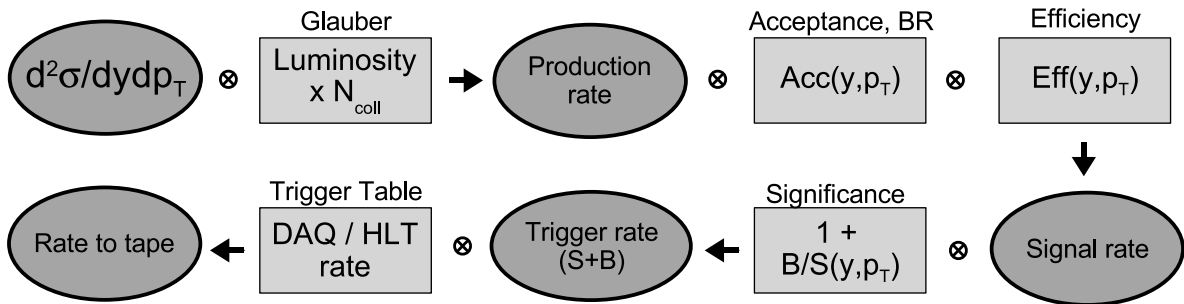 Glauber
Acceptance, BR
Efficiency
d²σ/dydp_T
⊗
Luminosity
x N_coll
Production
rate
⊗
Acc(y,p_T)
⊗
Eff(y,p_T)
Trigger Table
Significance
Rate to tape
DAQ / HLT
rate
⊗
Trigger rate
(S+B)
1 +
B/S(y,p_T)
⊗
Signal rate